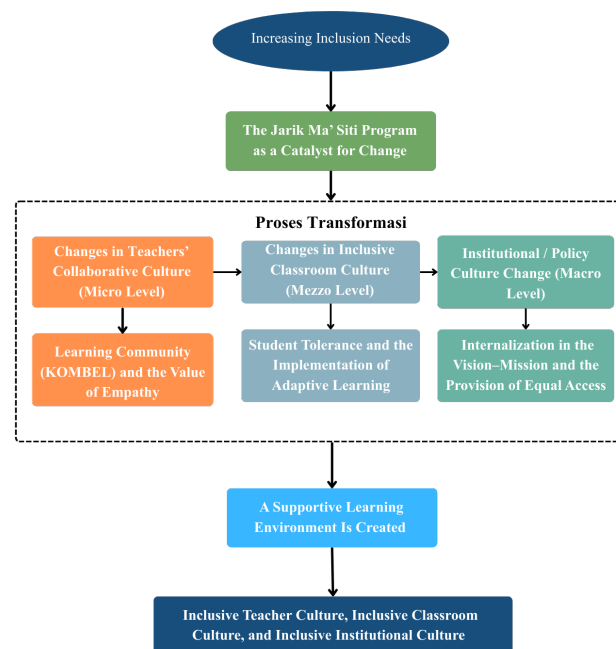 Increasing Inclusion Needs
The Jarik Ma' Siti Program
as a Catalyst for Change
Proses Transformasi
Changes in Teachers'
Collaborative Culture
(Micro Level)
Changes in Inclusive
Classroom Culture
(Mezzo Level)
Institutional / Policy
Culture Change (Macro
Level)
Learning Community
(KOMBEL) and the Value
of Empathy
Student Tolerance and the
Implementation of
Adaptive Learning
Internalization in the
Vision–Mission and the
Provision of Equal Access
A Supportive Learning
Environment Is Created
Inclusive Teacher Culture, Inclusive Classroom
Culture, and Inclusive Institutional Culture